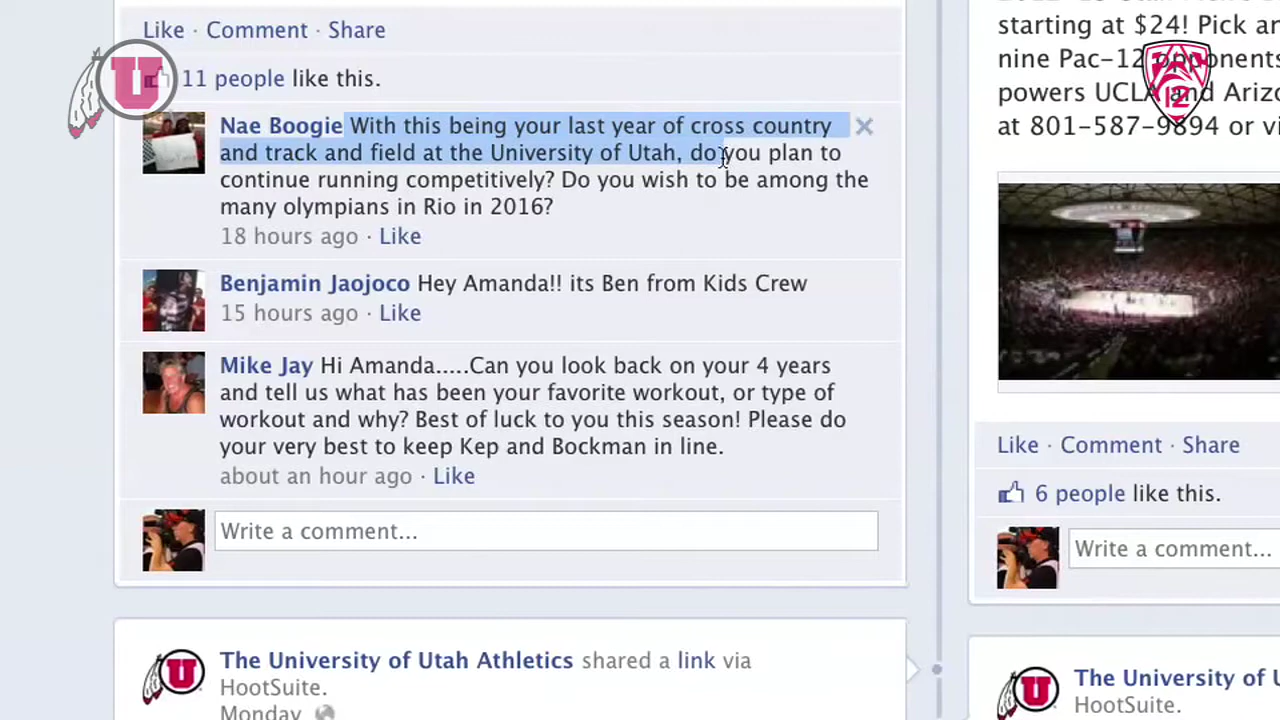 Like · Comment · Share
11 people like this.
Nae Boogie With this being your last year of cross country
and track and field at the University of Utah, do you plan to
continue running competitively? Do you wish to be among the
many olympians in Rio in 2016?
18 hours ago · Like
Benjamin Jaojoco Hey Amanda!! its Ben from Kids Crew
15 hours ago · Like
Mike Jay Hi Amanda.....Can you look back on your 4 years
and tell us what has been your favorite workout, or type of
workout and why? Best of luck to you this season! Please do
your very best to keep Kep and Bockman in line.
about an hour ago · Like
Write a comment...
The University of Utah Athletics shared a link via
HootSuite.
Monday
starting at $24! Pick
nine Pac-12 opponents
powers UCLA and
at 801-587-9894 or
Like · Comment · Share
6 people like this.
Write a comment...
The University of
HootSuite.
U
12
U
U